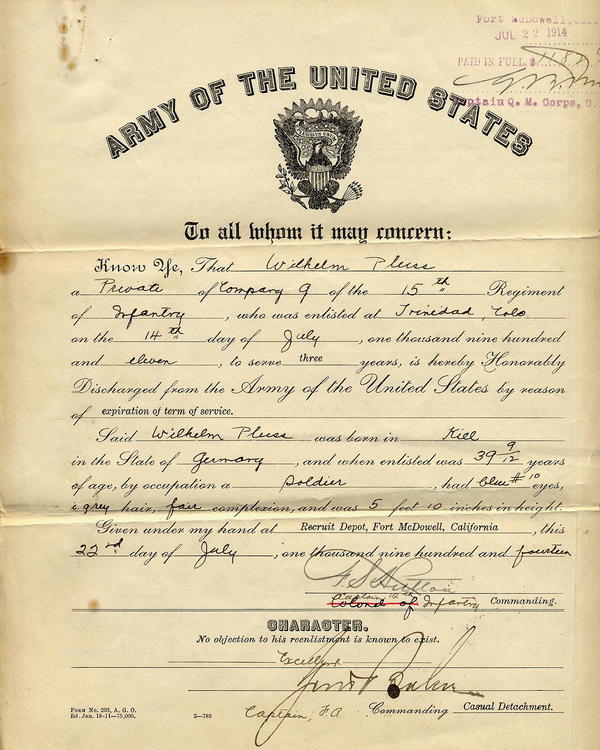 Fort McDowell,
JUL 22 1914
PAID IN FULL $
Captain Q. M. Corps, U.
ARMY OF THE UNITED STATES
To all whom it may concern:
Know Ye, That Wilhelm Pluss
a Private of Company G of the 15th Regiment
of Infantry, who was enlisted at Trinidad, Colo
on the 14th day of July, one thousand nine hundred
and eleven, to serve three years, is hereby Honorably
Discharged from the Army of the United States by reason
of expiration of term of service.
Said Wilhelm Pluss was born in Kiel
in the State of Germany, and when enlisted was 39 9/12 years
of age, by occupation a Soldier, had blue #10 eyes,
s. grey hair, fair complexion, and was 5 feet 10 inches in height.
Given under my hand at Recruit Depot, Fort McDowell, California, this
22nd day of July, one thousand nine hundred and fourteen
Colonel of Infantry Commanding.
CHARACTER.
No objection to his reenlistment is known to exist.
Excellent
Captain, F.A. Commanding Casual Detachment.
Form No. 293, A. G. O.
Ed. Jan. 18-11—75,000.
3—789